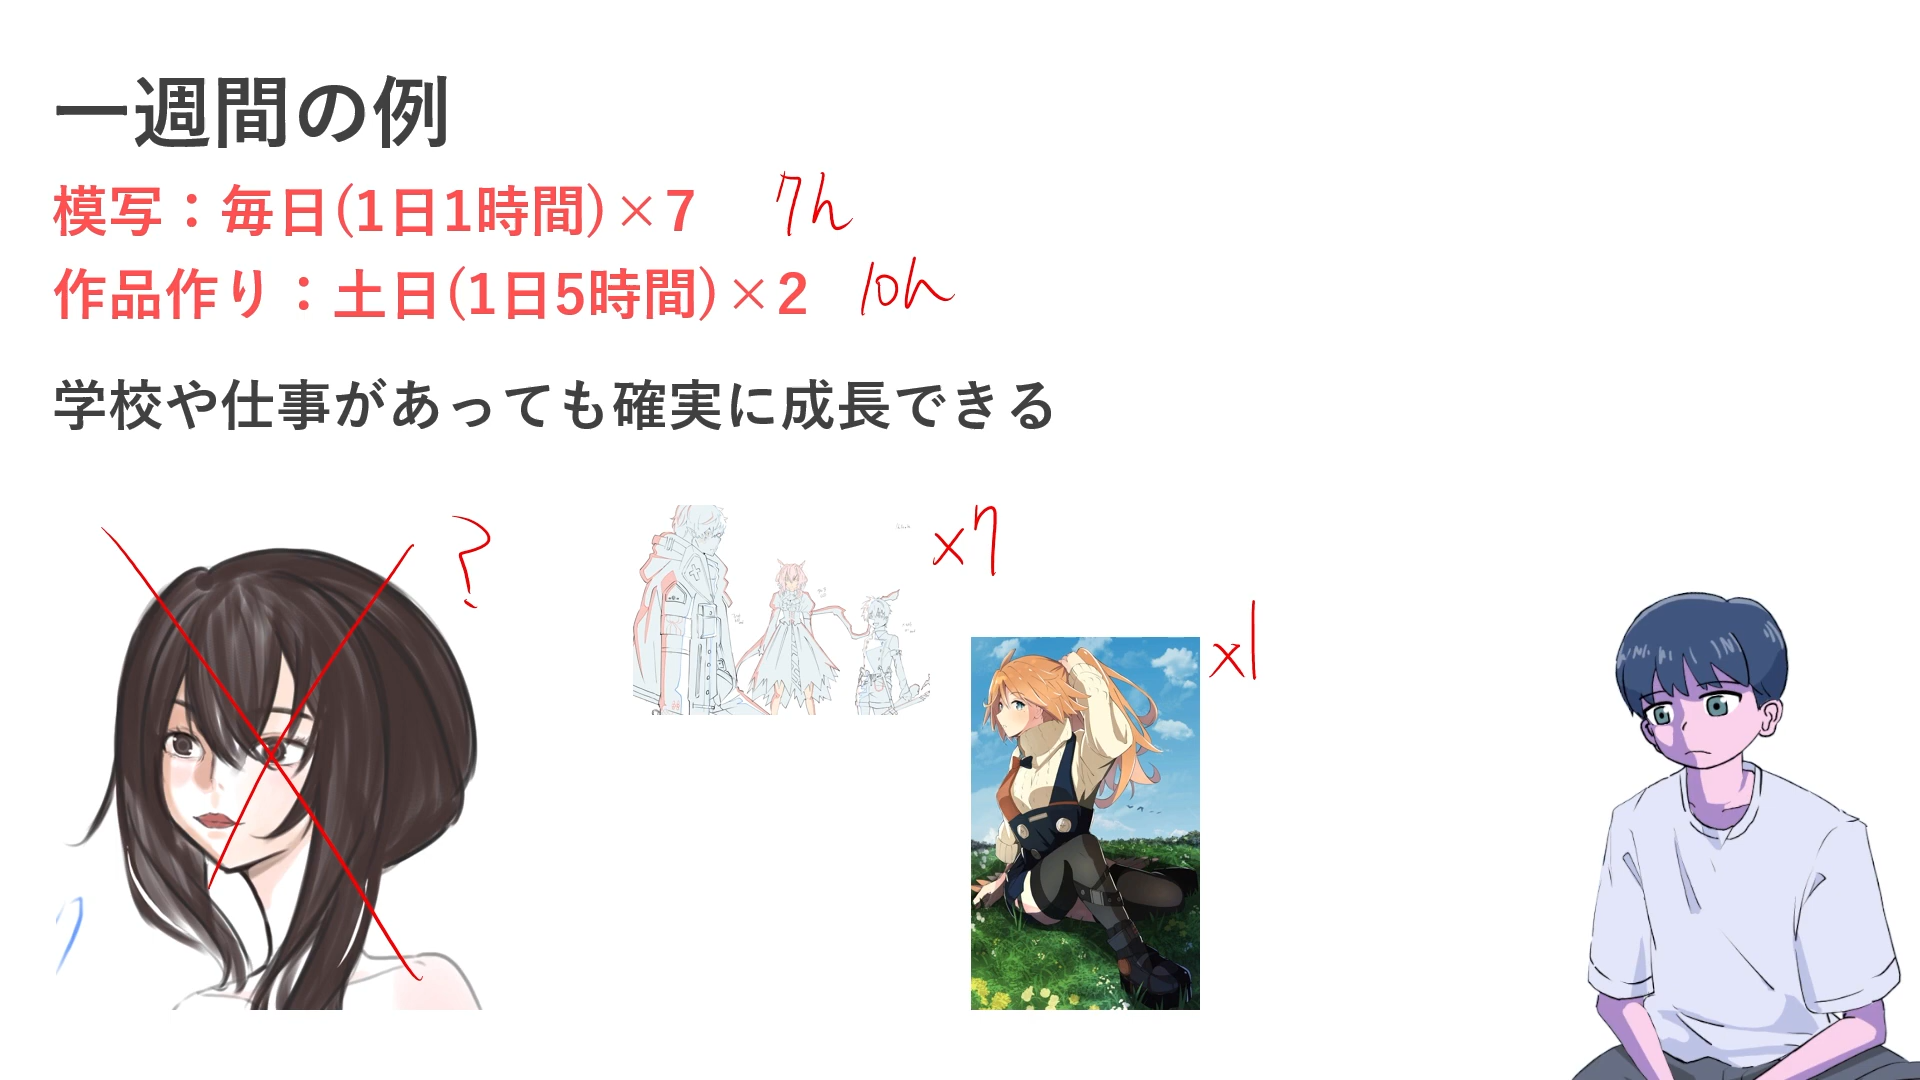 一週間の例
模写：毎日(1日1時間)×7 7h
作品作り：土日(1日5時間)×2 10h
学校や仕事があっても確実に成長できる
?
×7
×1